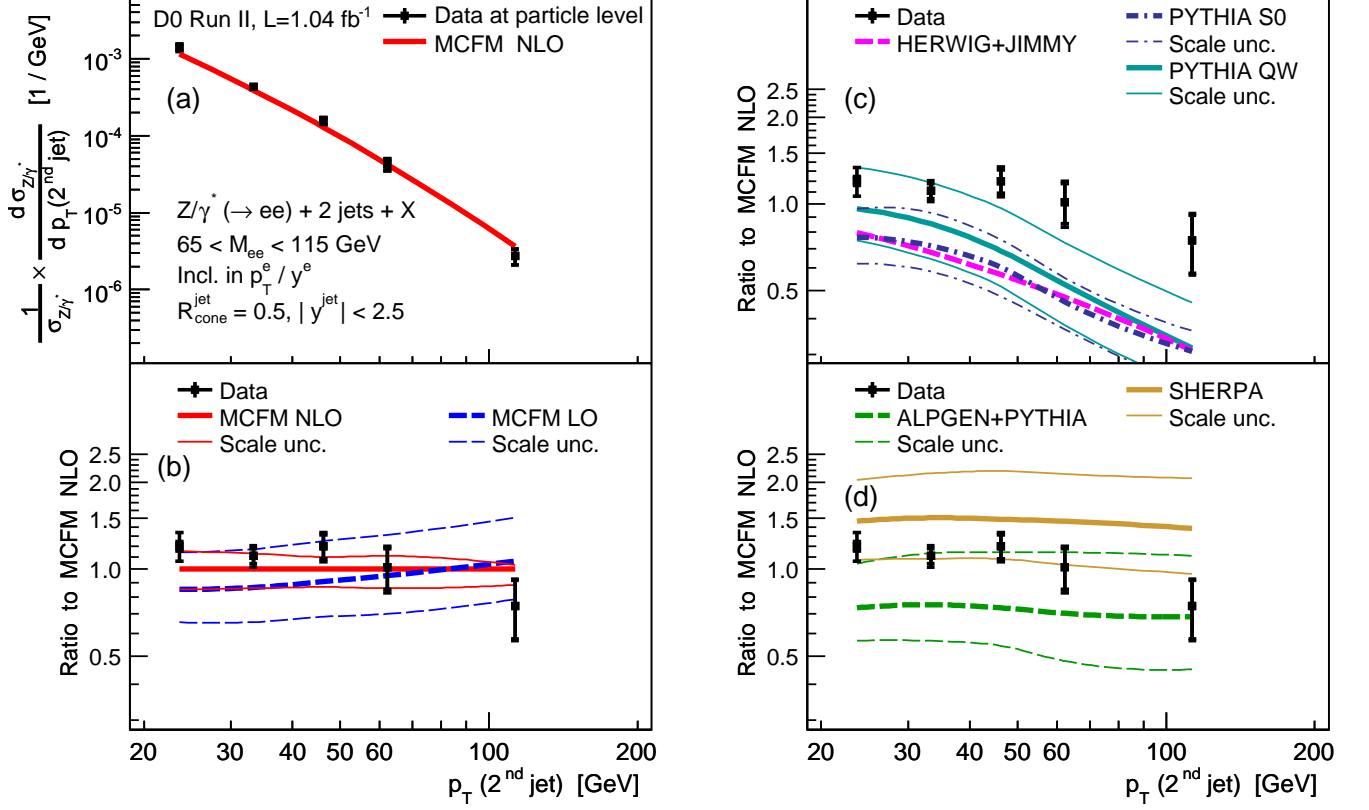 D0 Run II, L=1.04 fb-1
Data at particle level
MCFM NLO
(a)
1 / σZ/γ* × d σZ/γ* / d pT(2nd jet) [1 / GeV]
10-3
10-4
10-5
10-6
Z/γ* (→ ee) + 2 jets + X
65 < Mee < 115 GeV
Incl. in peT / ye
Rjetcone = 0.5, | yjet | < 2.5
Data
MCFM NLO
Scale unc.
MCFM LO
Scale unc.
(b)
Ratio to MCFM NLO
2.5
2.0
1.5
1.0
0.5
20 30 40 50 60 100 200
pT (2nd jet) [GeV]
Data
HERWIG+JIMMY
PYTHIA S0
Scale unc.
PYTHIA QW
Scale unc.
(c)
Ratio to MCFM NLO
2.5
2.0
1.5
1.0
0.5
Data
ALPGEN+PYTHIA
Scale unc.
SHERPA
Scale unc.
(d)
Ratio to MCFM NLO
2.5
2.0
1.5
1.0
0.5
20 30 40 50 60 100 200
pT (2nd jet) [GeV]